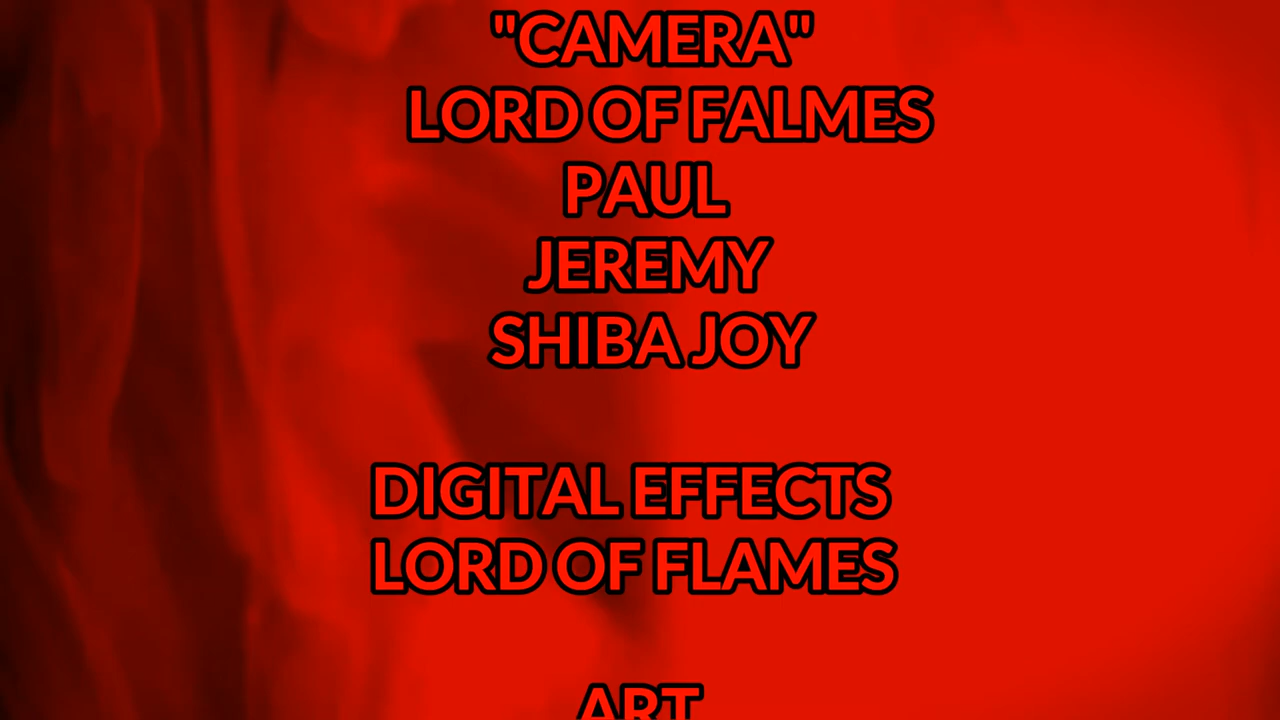 "CAMERA"
LORD OF FALMES
PAUL
JEREMY
SHIBA JOY
DIGITAL EFFECTS
LORD OF FLAMES
ART